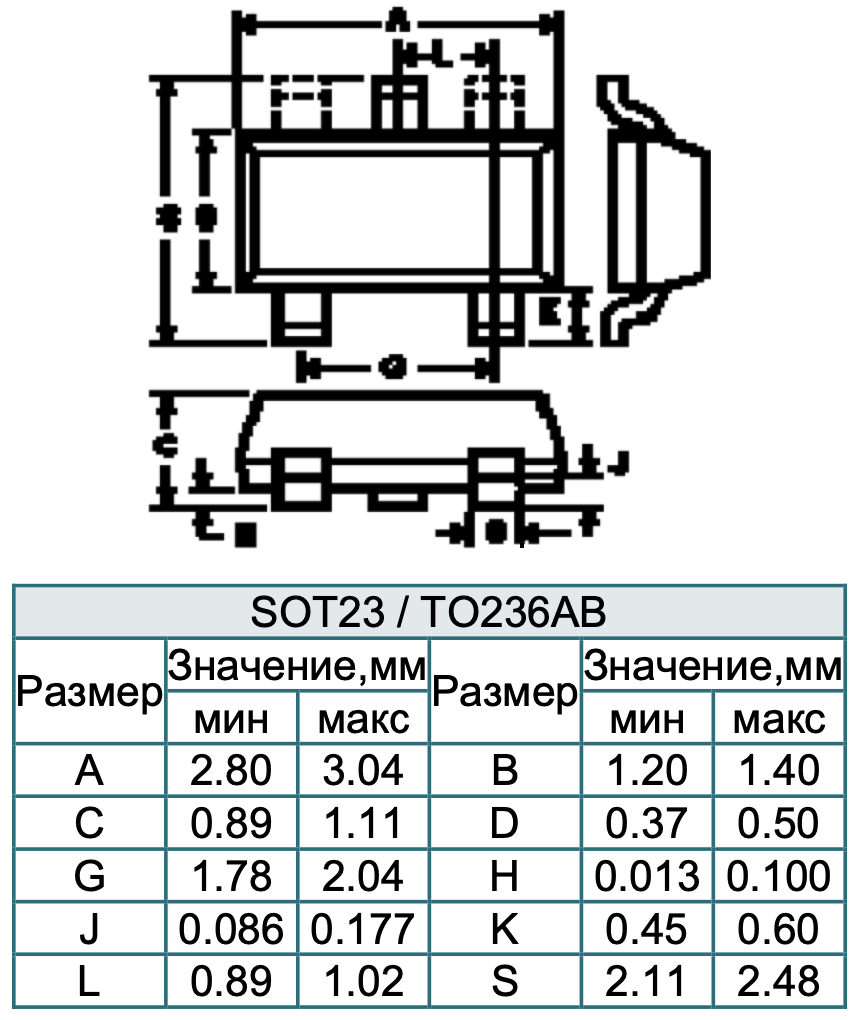 A
L
K
G
C
J
SOT23 / TO236AB
Размер Значение,мм Размер Значение,мм
мин макс мин макс
A 2.80 3.04 B 1.20 1.40
C 0.89 1.11 D 0.37 0.50
G 1.78 2.04 H 0.013 0.100
J 0.086 0.177 K 0.45 0.60
L 0.89 1.02 S 2.11 2.48